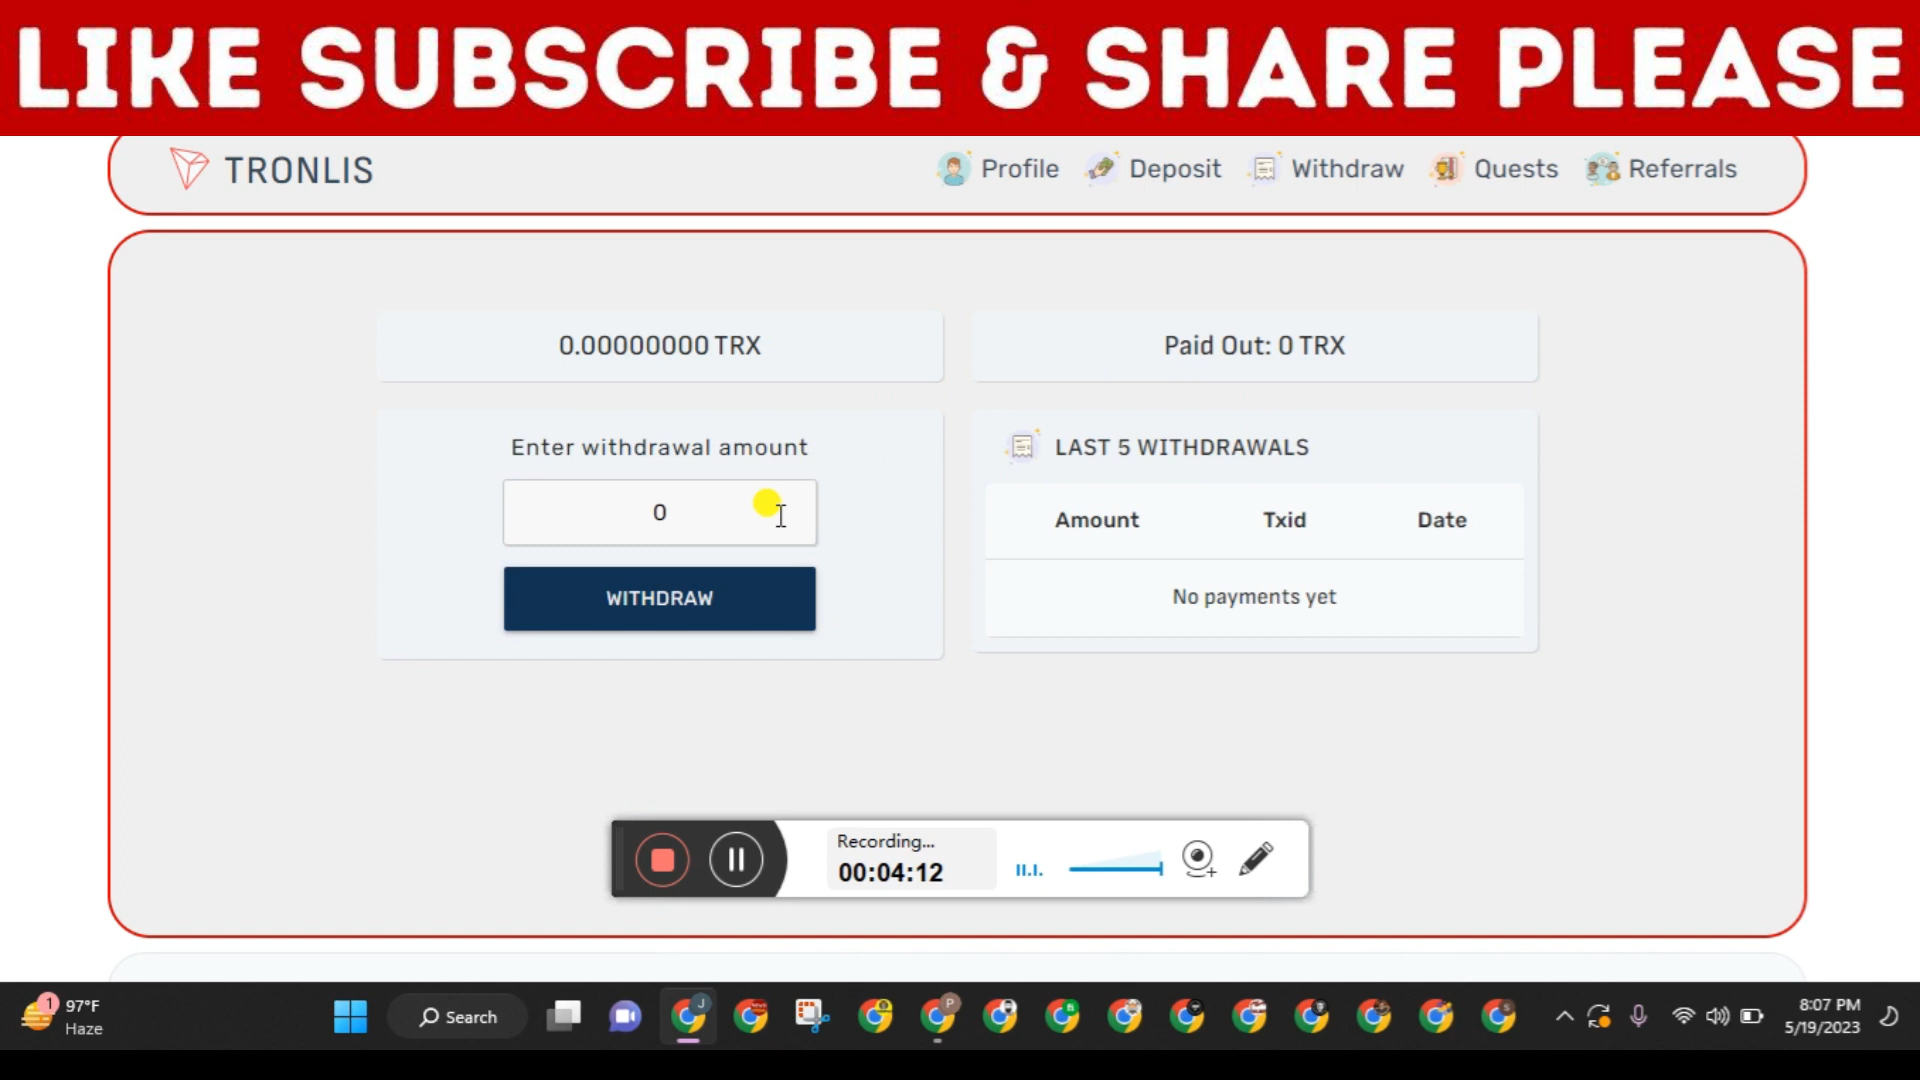 LIKE SUBSCRIBE & SHARE PLEASE
TRONLIS
Profile
Deposit
Withdraw
Quests
Referrals
0.00000000 TRX
Paid Out: 0 TRX
Enter withdrawal amount
0
WITHDRAW
LAST 5 WITHDRAWALS
Amount Txid Date
No payments yet
Recording...
00:04:12
1
97°F
Haze
Search
J
P
8:07 PM
5/19/2023